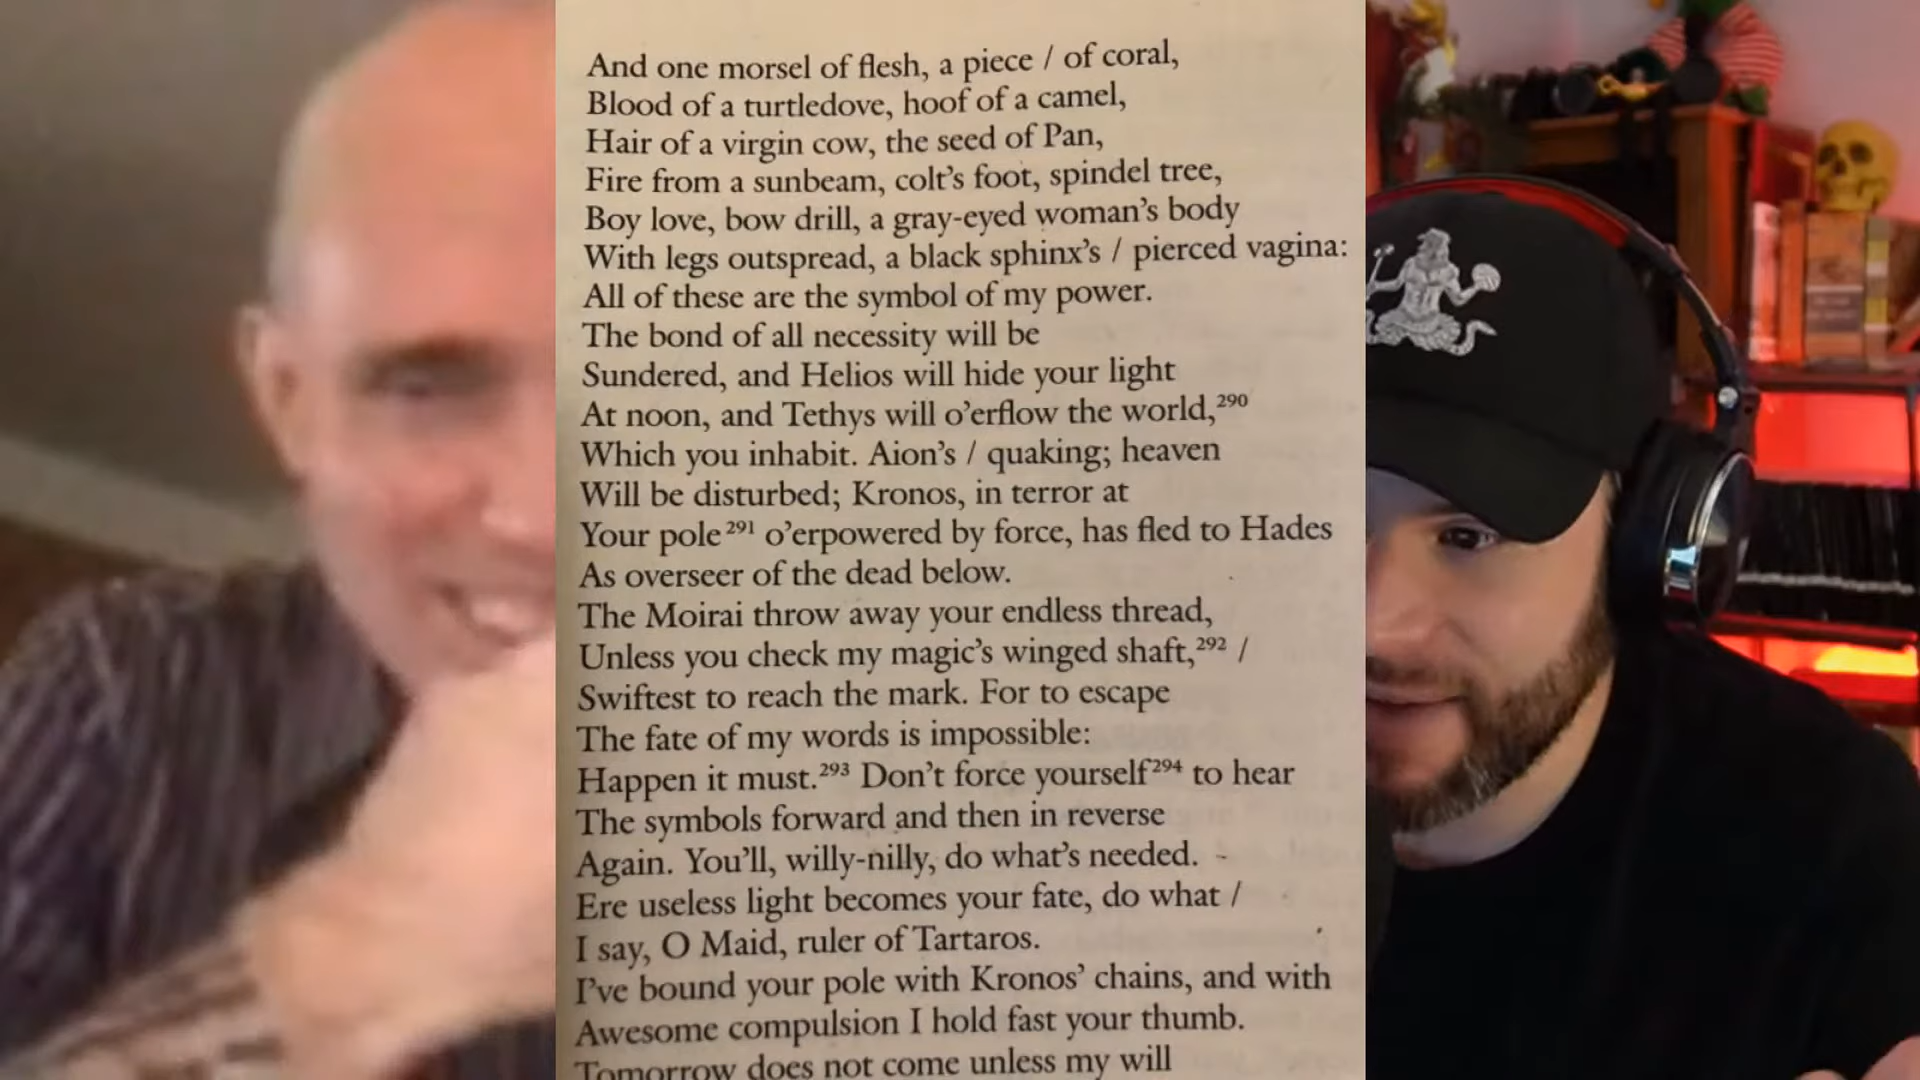 And one morsel of flesh, a piece / of coral,
Blood of a turtledove, hoof of a camel,
Hair of a virgin cow, the seed of Pan,
Fire from a sunbeam, colt's foot, spindel tree,
Boy love, bow drill, a gray-eyed woman's body
With legs outspread, a black sphinx's / pierced vagina:
All of these are the symbol of my power.
The bond of all necessity will be
Sundered, and Helios will hide your light
At noon, and Tethys will o'erflow the world,²⁹⁰
Which you inhabit. Aion's / quaking; heaven
Will be disturbed; Kronos, in terror at
Your pole²⁹¹ o'erpowered by force, has fled to Hades
As overseer of the dead below.
The Moirai throw away your endless thread,
Unless you check my magic's winged shaft,²⁹² /
Swiftest to reach the mark. For to escape
The fate of my words is impossible:
Happen it must.²⁹³ Don't force yourself²⁹⁴ to hear
The symbols forward and then in reverse
Again. You'll, willy-nilly, do what's needed.
Ere useless light becomes your fate, do what /
I say, O Maid, ruler of Tartaros.
I've bound your pole with Kronos' chains, and with
Awesome compulsion I hold fast your thumb.
Tomorrow does not come unless my will